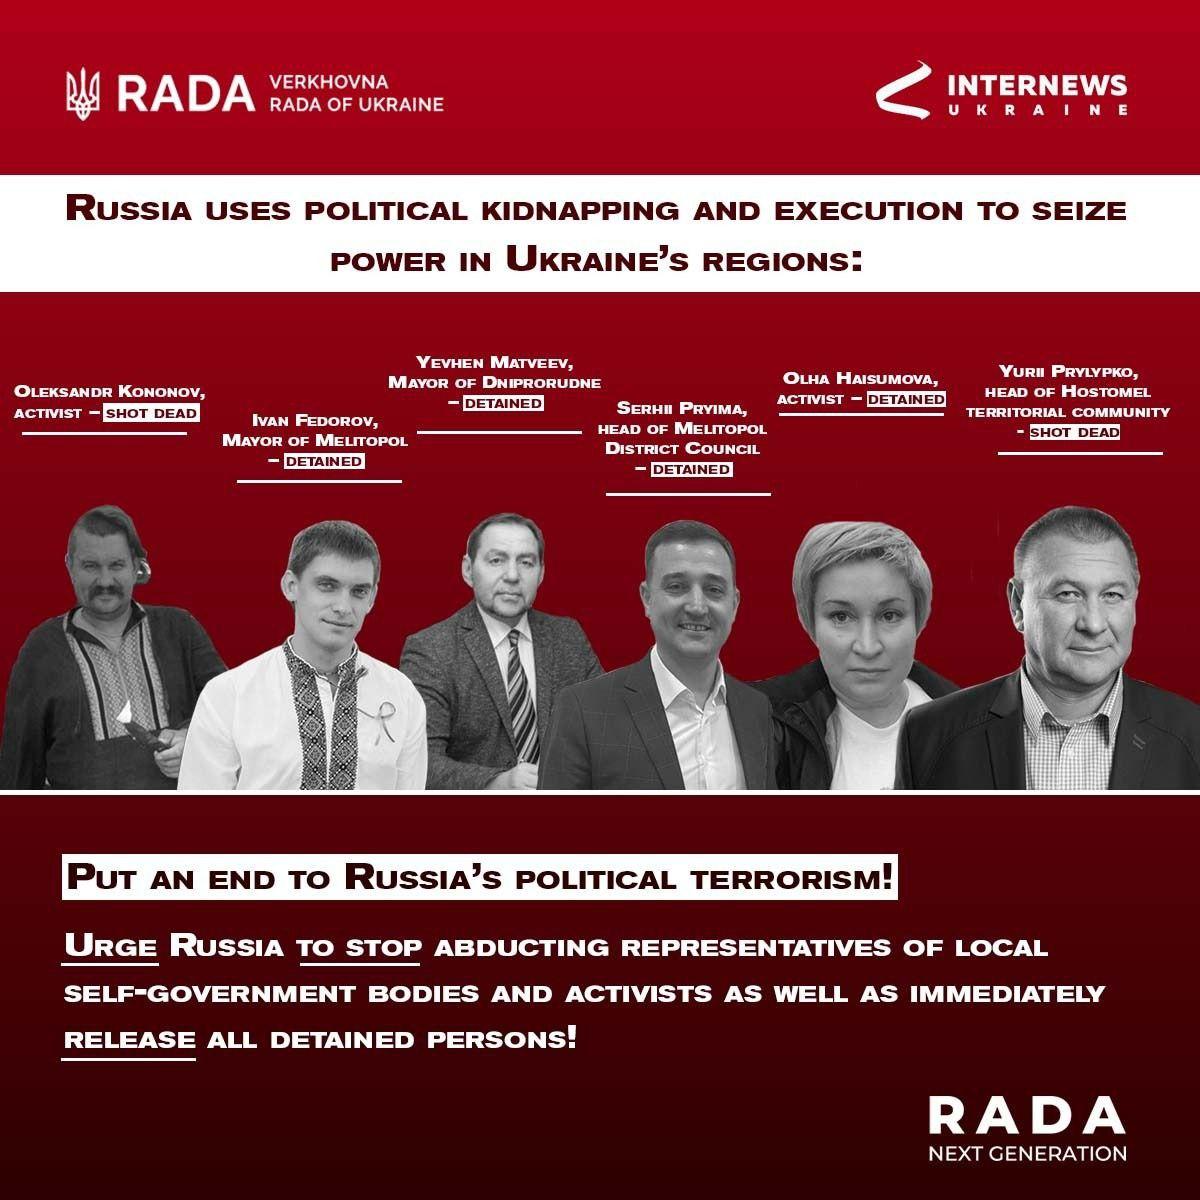 RADA VERKHOVNA
RADA OF UKRAINE
INTERNEWS
UKRAINE
Russia uses political kidnapping and execution to seize
power in Ukraine's regions:
Oleksandr Kononov,
activist – shot dead
Ivan Fedorov,
Mayor of Melitopol
– detained
Yevhen Matveev,
Mayor of Dniprorudne
– detained
Serhii Pryima,
head of Melitopol
District Council
– detained
Olha Haisumova,
activist – detained
Yurii Prylypko,
head of Hostomel
territorial community
- shot dead
Put an end to Russia's political terrorism!
Urge Russia to stop abducting representatives of local
self-government bodies and activists as well as immediately
release all detained persons!
RADA
NEXT GENERATION